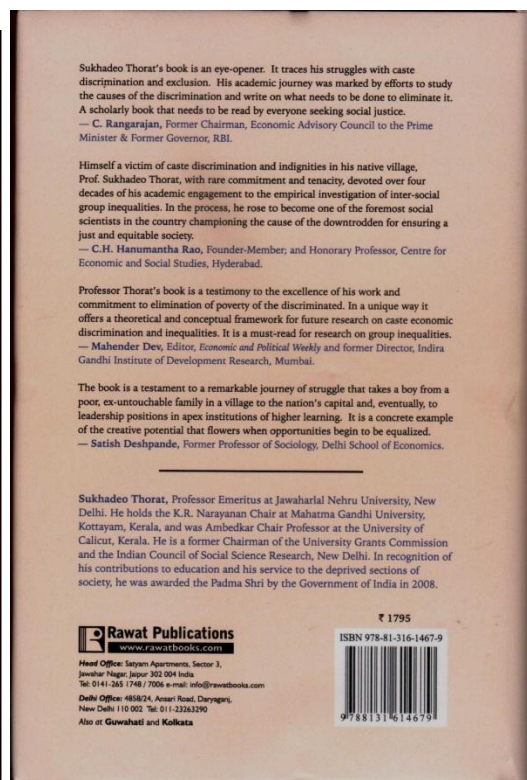 Sukhadeo Thorat's book is an eye-opener. It traces his struggles with caste
discrimination and exclusion. His academic journey was marked by efforts to study
the causes of the discrimination and write on what needs to be done to eliminate it.
A scholarly book that needs to be read by everyone seeking social justice.
— C. Rangarajan, Former Chairman, Economic Advisory Council to the Prime
Minister & Former Governor, RBI.
Himself a victim of caste discrimination and indignities in his native village,
Prof. Sukhadeo Thorat, with rare commitment and tenacity, devoted over four
decades of his academic engagement to the empirical investigation of inter-social
group inequalities. In the process, he rose to become one of the foremost social
scientists in the country championing the cause of the downtrodden for ensuring a
just and equitable society.
— C.H. Hanumantha Rao, Founder-Member; and Honorary Professor, Centre for
Economic and Social Studies, Hyderabad.
Professor Thorat's book is a testimony to the excellence of his work and
commitment to elimination of poverty of the discriminated. In a unique way it
offers a theoretical and conceptual framework for future research on caste economic
discrimination and inequalities. It is a must-read for research on group inequalities.
— Mahender Dev, Editor, Economic and Political Weekly and former Director, Indira
Gandhi Institute of Development Research, Mumbai.
The book is a testament to a remarkable journey of struggle that takes a boy from a
poor, ex-untouchable family in a village to the nation's capital and, eventually, to
leadership positions in apex institutions of higher learning. It is a concrete example
of the creative potential that flowers when opportunities begin to be equalized.
— Satish Deshpande, Former Professor of Sociology, Delhi School of Economics.
Sukhadeo Thorat, Professor Emeritus at Jawaharlal Nehru University, New
Delhi. He holds the K.R. Narayanan Chair at Mahatma Gandhi University,
Kottayam, Kerala, and was Ambedkar Chair Professor at the University of
Calicut, Kerala. He is a former Chairman of the University Grants Commission
and the Indian Council of Social Science Research, New Delhi. In recognition of
his contributions to education and his service to the deprived sections of
society, he was awarded the Padma Shri by the Government of India in 2008.
₹ 1795
Rawat Publications
www.rawatbooks.com
Head Office: Satyam Apartments, Sector 3,
Jawahar Nagar, Jaipur 302 004 India
Tel: 0141-265 1748 / 7006 e-mail: info@rawatbooks.com
Delhi Office: 4858/24, Ansari Road, Daryaganj,
New Delhi 110 002 Tel: 011-23263290
Also at Guwahati and Kolkata
ISBN 978-81-316-1467-9
9 788131 614679